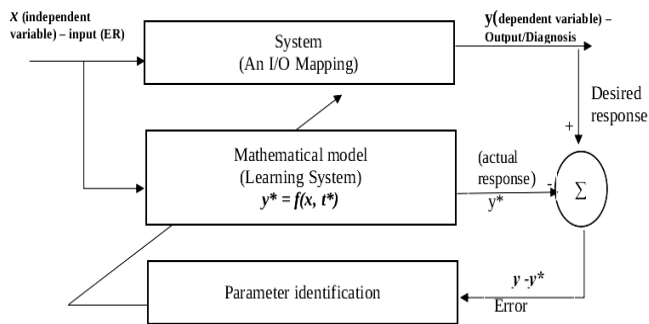 x (independent
variable) – input (ER)
System
(An I/O Mapping)
y(dependent variable) –
Output/Diagnosis
Desired
response
+
Mathematical model
(Learning System)
y* = f(x, t*)
(actual
response)
-
y*
Σ
Parameter identification
y -y*
Error